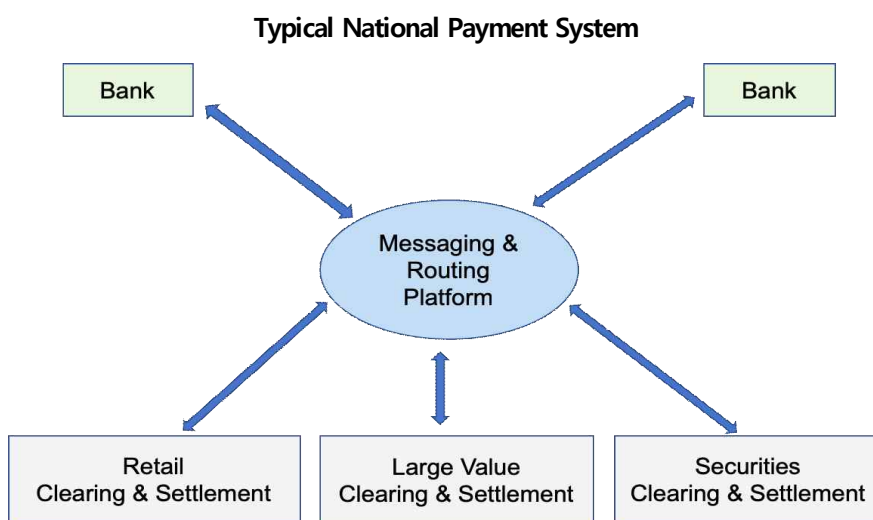 Typical National Payment System
Bank
Bank
Messaging &
Routing
Platform
Retail
Clearing & Settlement
Large Value
Clearing & Settlement
Securities
Clearing & Settlement